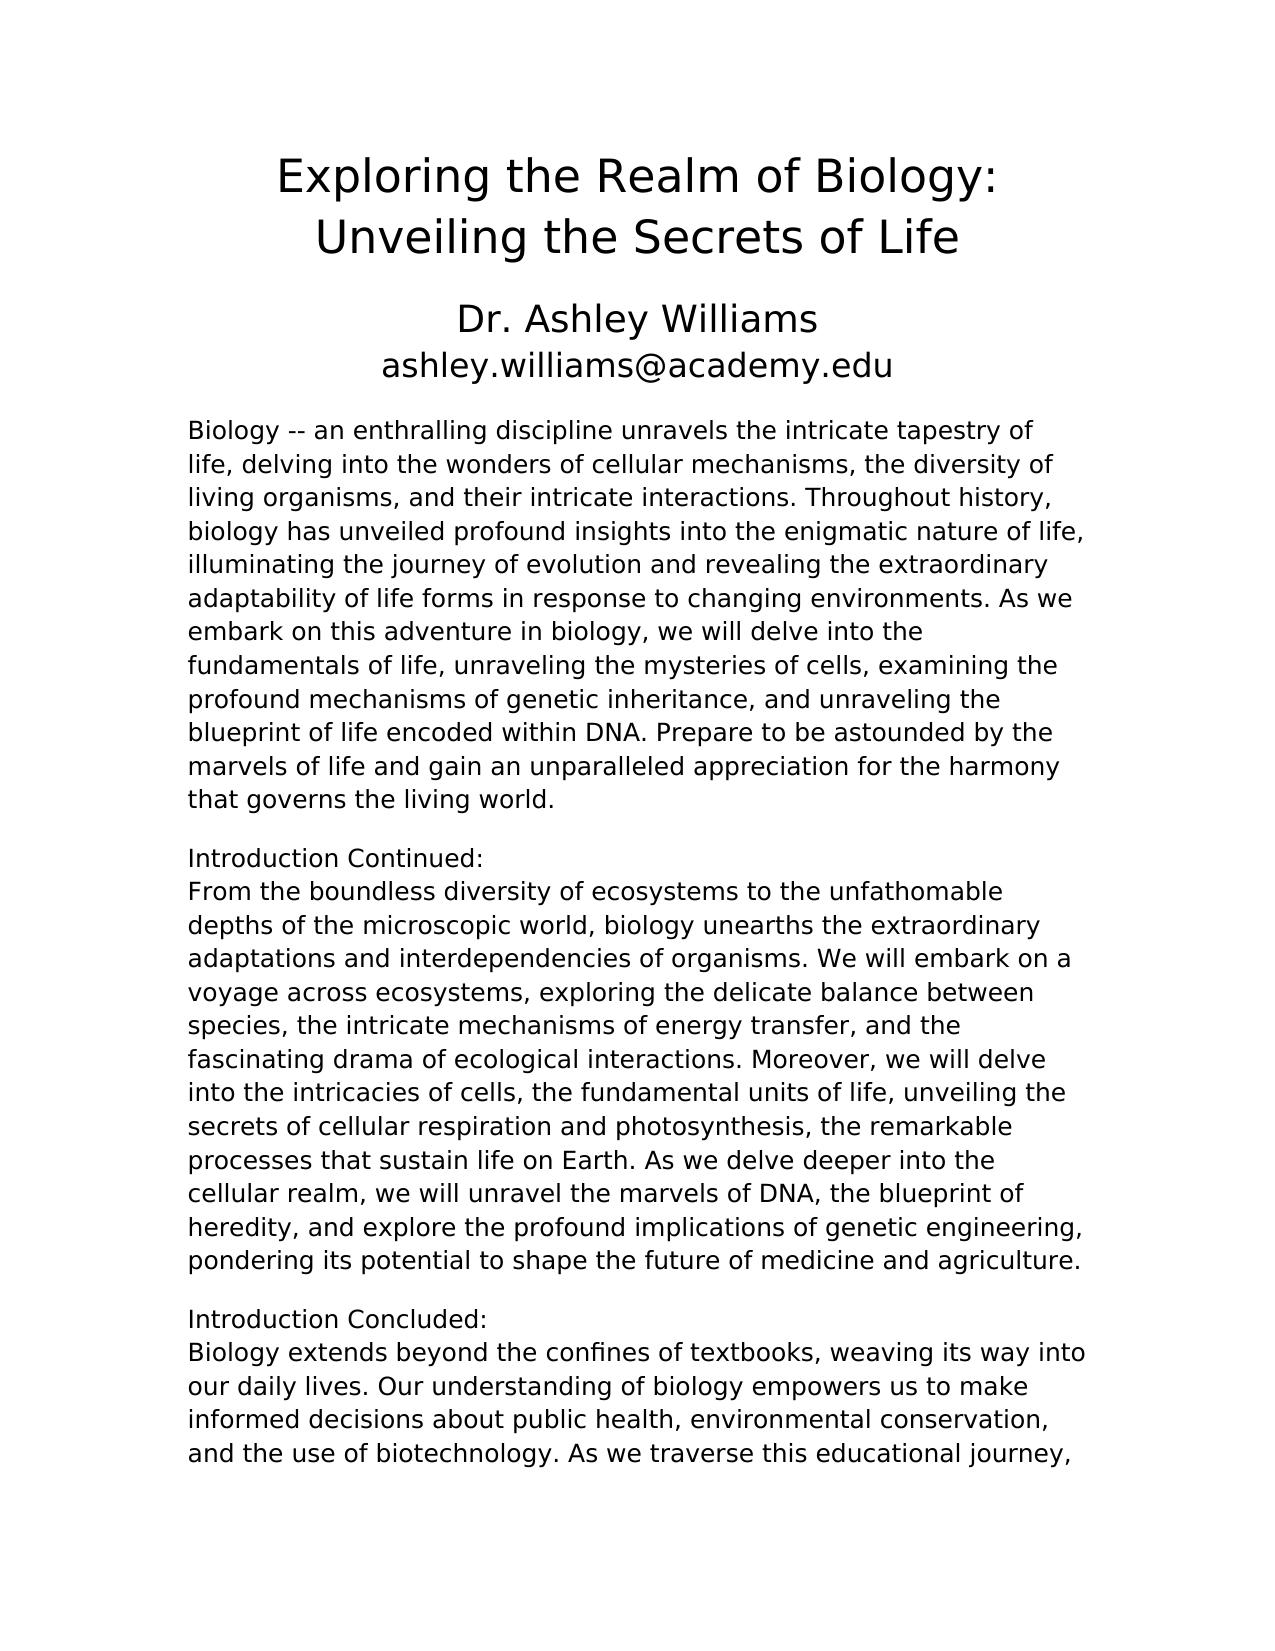 Exploring the Realm of Biology:
Unveiling the Secrets of Life
Dr. Ashley Williams
ashley.williams@academy.edu
Biology -- an enthralling discipline unravels the intricate tapestry of
life, delving into the wonders of cellular mechanisms, the diversity of
living organisms, and their intricate interactions. Throughout history,
biology has unveiled profound insights into the enigmatic nature of life,
illuminating the journey of evolution and revealing the extraordinary
adaptability of life forms in response to changing environments. As we
embark on this adventure in biology, we will delve into the
fundamentals of life, unraveling the mysteries of cells, examining the
profound mechanisms of genetic inheritance, and unraveling the
blueprint of life encoded within DNA. Prepare to be astounded by the
marvels of life and gain an unparalleled appreciation for the harmony
that governs the living world.
Introduction Continued:
From the boundless diversity of ecosystems to the unfathomable
depths of the microscopic world, biology unearths the extraordinary
adaptations and interdependencies of organisms. We will embark on a
voyage across ecosystems, exploring the delicate balance between
species, the intricate mechanisms of energy transfer, and the
fascinating drama of ecological interactions. Moreover, we will delve
into the intricacies of cells, the fundamental units of life, unveiling the
secrets of cellular respiration and photosynthesis, the remarkable
processes that sustain life on Earth. As we delve deeper into the
cellular realm, we will unravel the marvels of DNA, the blueprint of
heredity, and explore the profound implications of genetic engineering,
pondering its potential to shape the future of medicine and agriculture.
Introduction Concluded:
Biology extends beyond the confines of textbooks, weaving its way into
our daily lives. Our understanding of biology empowers us to make
informed decisions about public health, environmental conservation,
and the use of biotechnology. As we traverse this educational journey,